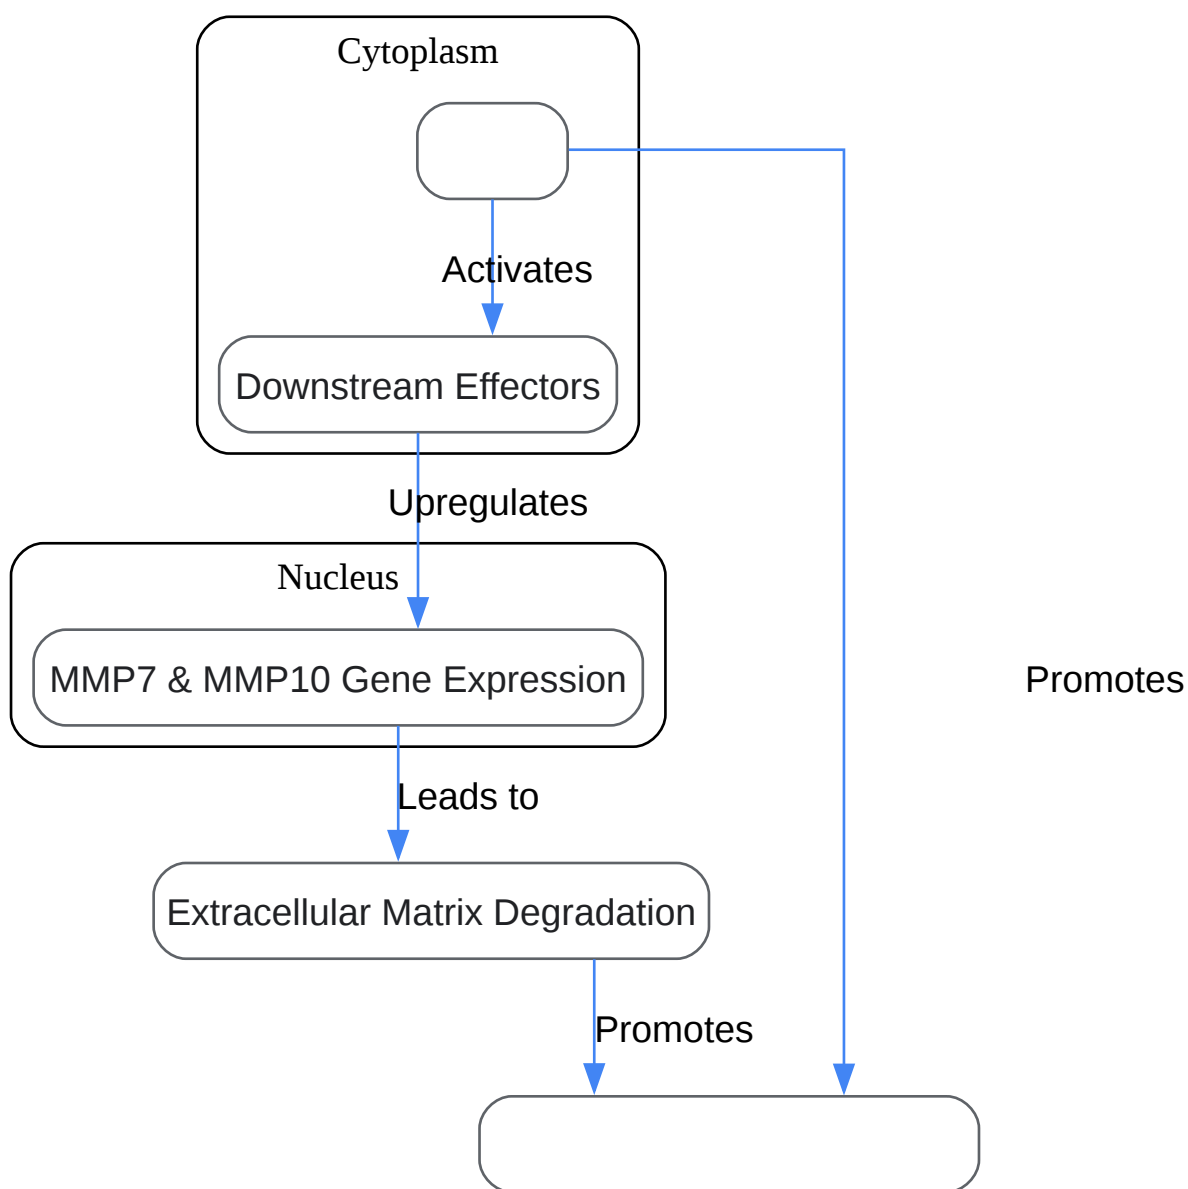 Cytoplasm
Activates
Downstream Effectors
Upregulates
Nucleus
MMP7 & MMP10 Gene Expression
Promotes
Leads to
Extracellular Matrix Degradation
Promotes